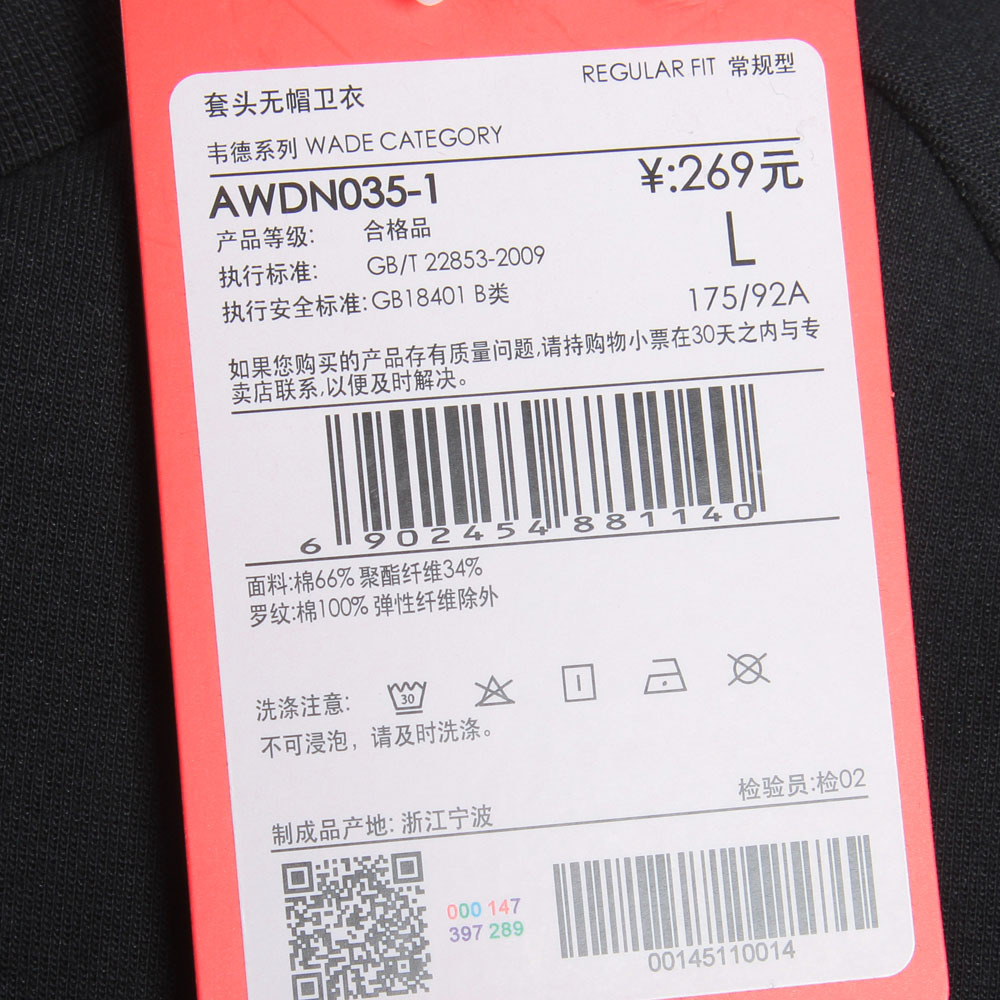 REGULAR FIT 常规型
套头无帽卫衣
韦德系列 WADE CATEGORY
AWDN035-1
¥:269元
产品等级: 合格品
L
执行标准: GB/T 22853-2009
执行安全标准:GB18401 B类
175/92A
如果您购买的产品存有质量问题,请持购物小票在30天之内与专
卖店联系,以便及时解决。
6 902454 881140
面料:棉66% 聚酯纤维34%
罗纹:棉100% 弹性纤维除外
洗涤注意:
30
不可浸泡，请及时洗涤。
检验员:检02
制成品产地: 浙江宁波
000 147
397 289
00145110014